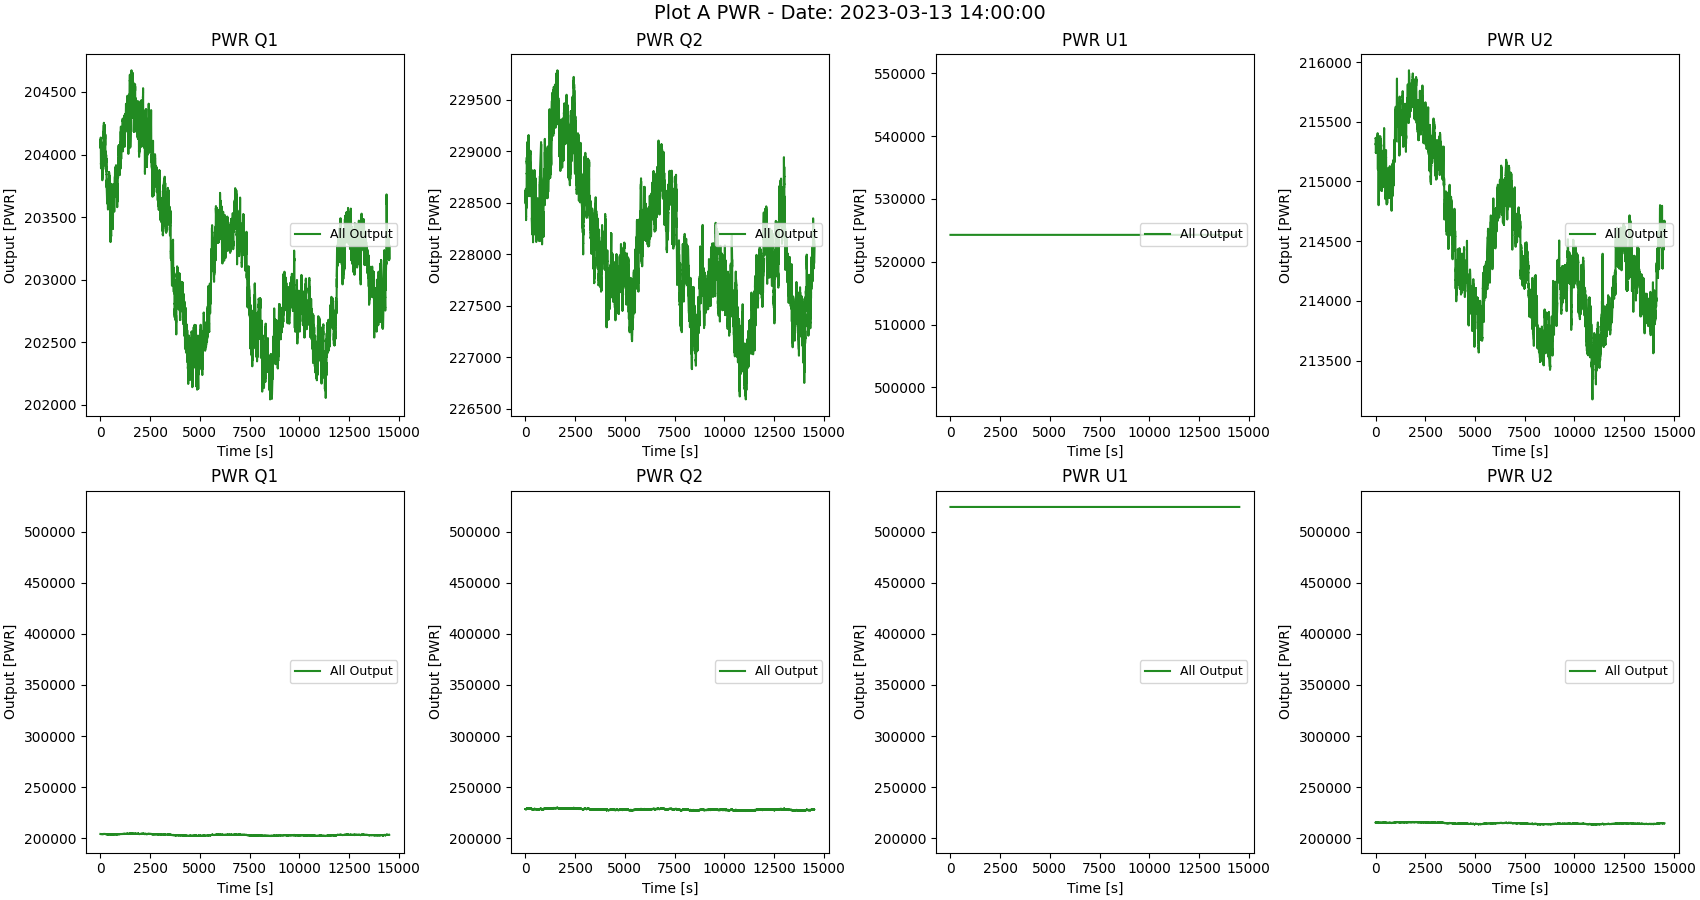 Plot A PWR - Date: 2023-03-13 14:00:00
PWR Q1
Output [PWR]
204500
204000
203500
203000
202500
202000
All Output
0 2500 5000 7500 10000 12500 15000
Time [s]
PWR Q2
Output [PWR]
229500
229000
228500
228000
227500
227000
226500
All Output
0 2500 5000 7500 10000 12500 15000
Time [s]
PWR U1
Output [PWR]
550000
540000
530000
520000
510000
500000
All Output
0 2500 5000 7500 10000 12500 15000
Time [s]
PWR U2
Output [PWR]
216000
215500
215000
214500
214000
213500
All Output
0 2500 5000 7500 10000 12500 15000
Time [s]
PWR Q1
Output [PWR]
500000
450000
400000
350000
300000
250000
200000
All Output
0 2500 5000 7500 10000 12500 15000
Time [s]
PWR Q2
Output [PWR]
500000
450000
400000
350000
300000
250000
200000
All Output
0 2500 5000 7500 10000 12500 15000
Time [s]
PWR U1
Output [PWR]
500000
450000
400000
350000
300000
250000
200000
All Output
0 2500 5000 7500 10000 12500 15000
Time [s]
PWR U2
Output [PWR]
500000
450000
400000
350000
300000
250000
200000
All Output
0 2500 5000 7500 10000 12500 15000
Time [s]